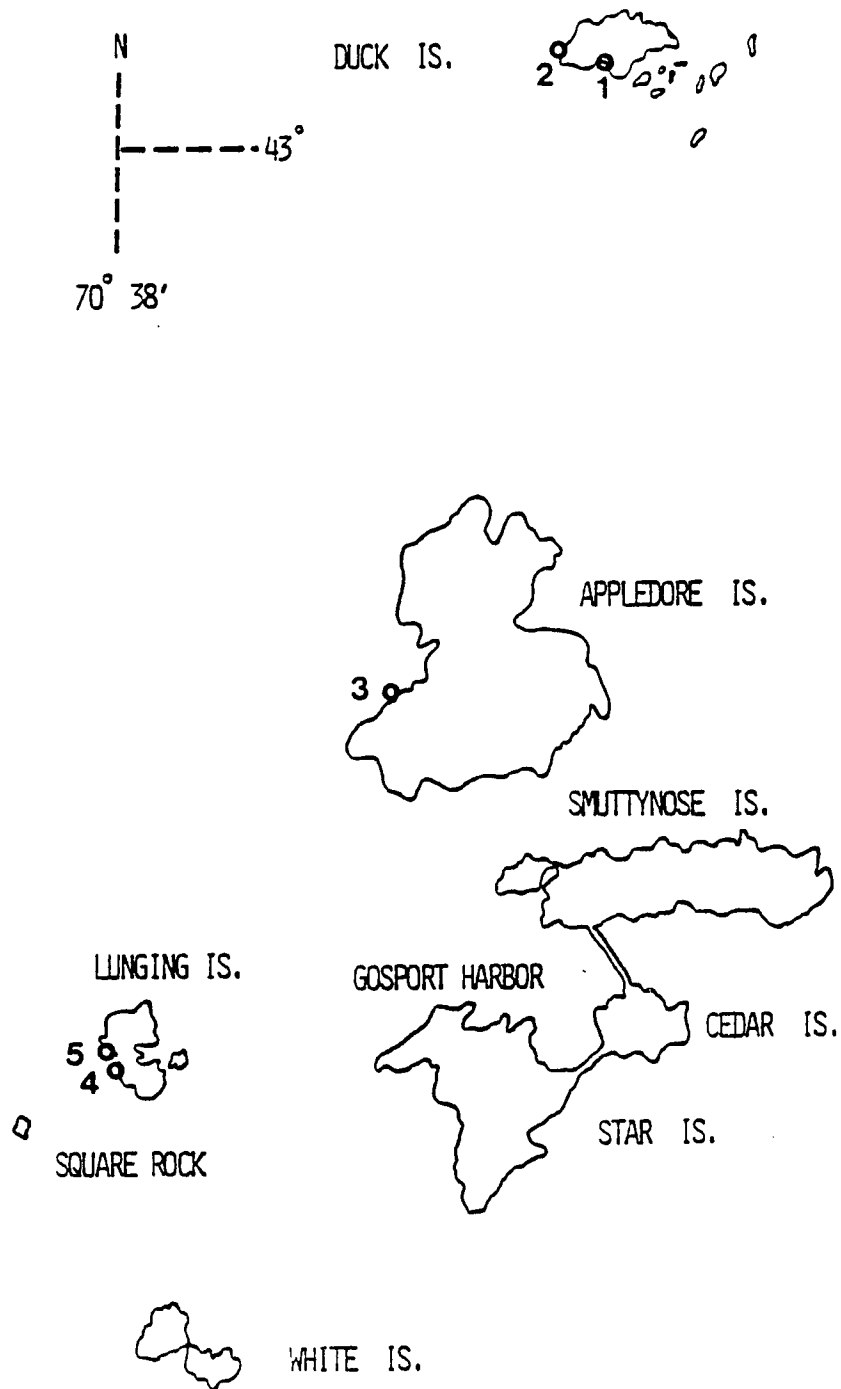 N
DUCK IS.
2
1
43°
70° 38'
APPLEDORE IS.
3
SMUTTYNOSE IS.
LUNGING IS.
GOSPORT HARBOR
CEDAR IS.
5
4
STAR IS.
SQUARE ROCK
WHITE IS.